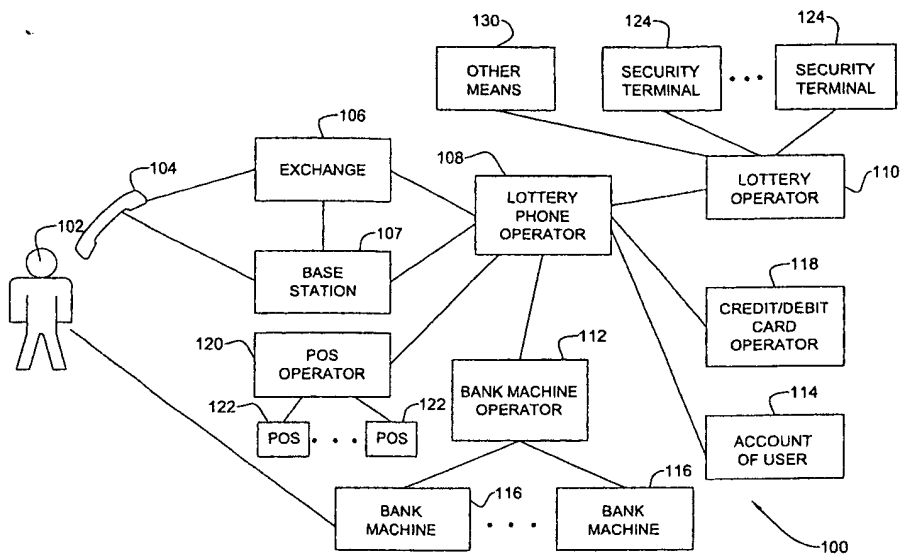 130
124
124
OTHER
MEANS
SECURITY
TERMINAL
SECURITY
TERMINAL
106
104
108
EXCHANGE
LOTTERY
PHONE
OPERATOR
LOTTERY
OPERATOR
110
102
107
BASE
STATION
118
CREDIT/DEBIT
CARD
OPERATOR
120
POS
OPERATOR
112
BANK MACHINE
OPERATOR
122
122
POS
POS
114
ACCOUNT
OF USER
116
116
BANK
MACHINE
BANK
MACHINE
100